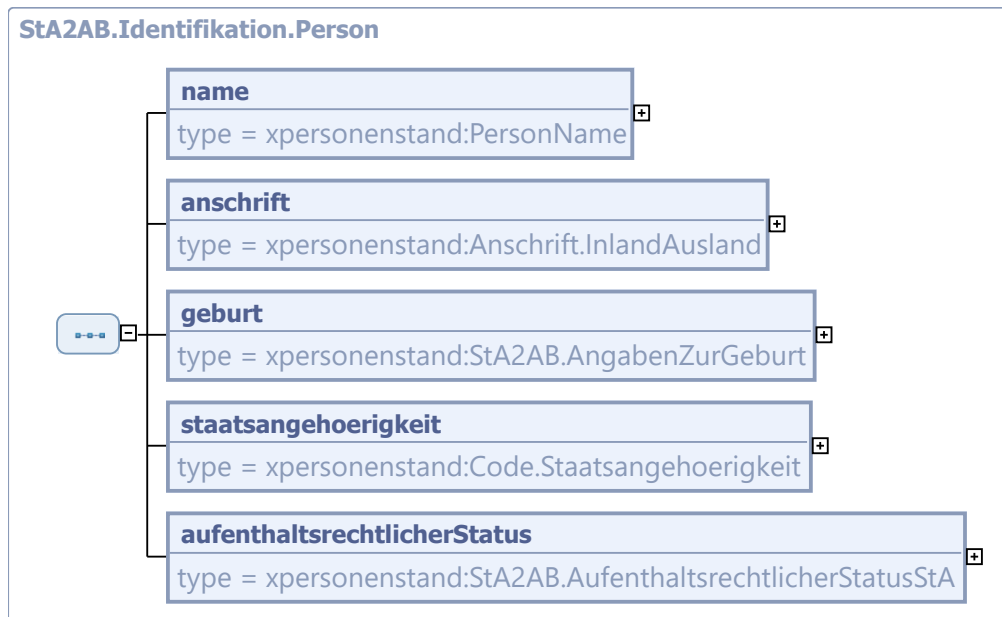 StA2AB.Identifikation.Person
name
type = xpersonenstand:PersonName
anschrift
type = xpersonenstand:Anschrift.InlandAusland
geburt
type = xpersonenstand:StA2AB.AngabenZurGeburt
staatsangehoerigkeit
type = xpersonenstand:Code.Staatsangehoerigkeit
aufenthaltsrechtlicherStatus
type = xpersonenstand:StA2AB.AufenthaltsrechtlicherStatusStA